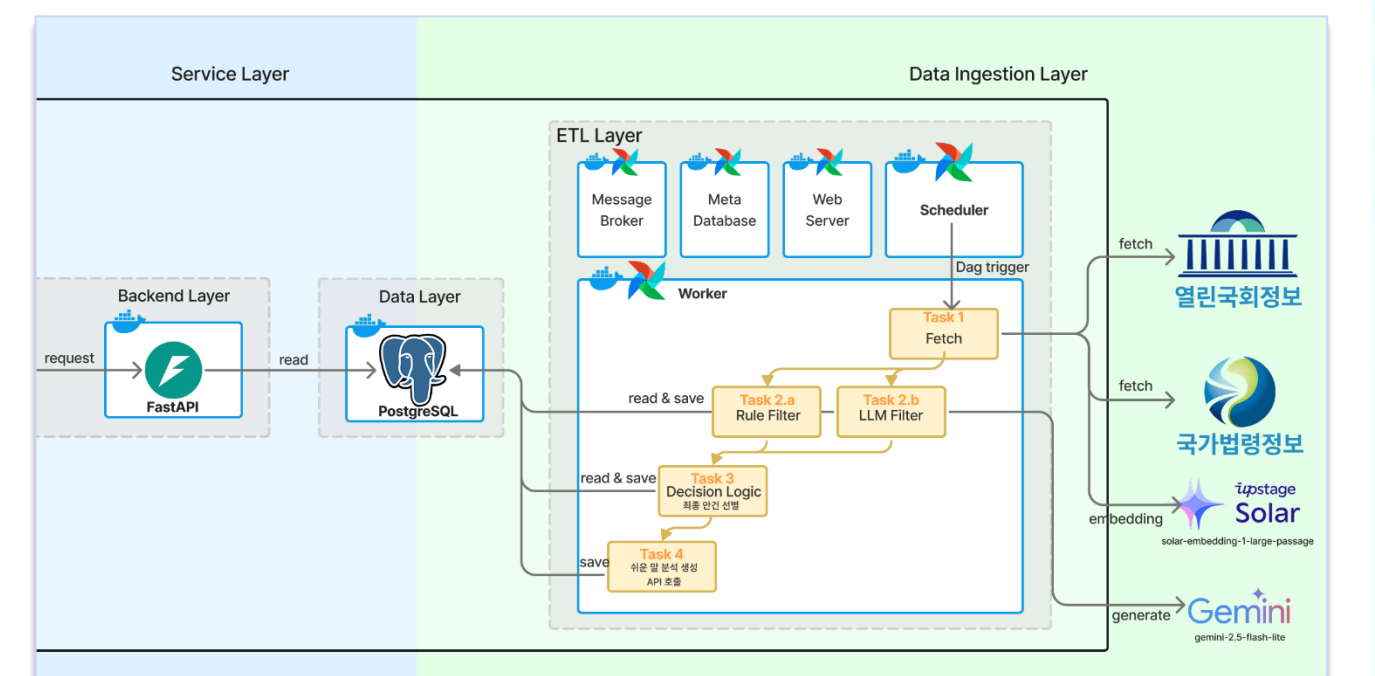 Service Layer
Data Ingestion Layer
ETL Layer
Message
Broker
Meta
Database
Web
Server
Scheduler
fetch
열린국회정보
Dag trigger
Worker
Backend Layer
Data Layer
Task 1
Fetch
request
FastAPI
read
PostgreSQL
fetch
국가법령정보
read & save
Task 2.a
Rule Filter
Task 2.b
LLM Filter
read & save
Task 3
Decision Logic
최종 안건 선별
embedding
upstage
Solar
solar-embedding-1-large-passage
save
Task 4
쉬운 말 분석 생성
API 호출
generate
Gemini
gemini-2.5-flash-lite